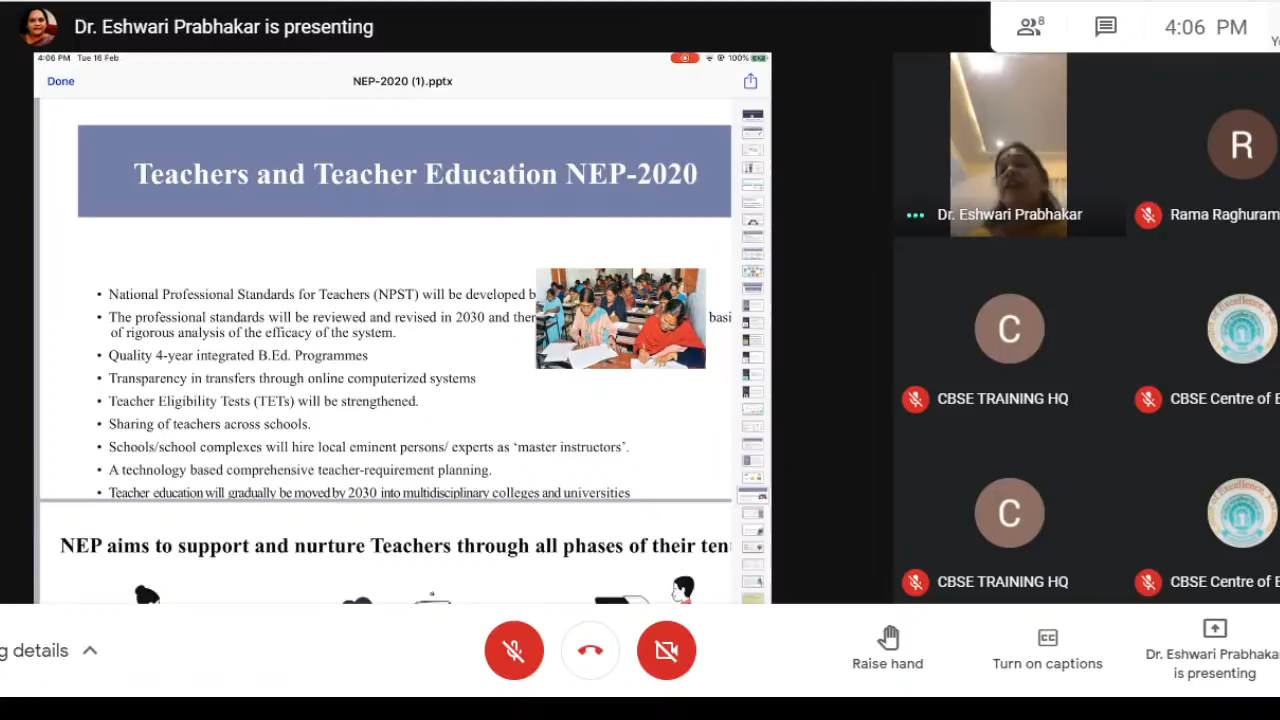 Dr. Eshwari Prabhakar is presenting
8
4:06 PM
4:06 PM Tue 16 Feb
100%
Done
NEP-2020 (1).pptx
Teachers and Teacher Education NEP-2020
• National Professional Standards for Teachers (NPST) will be developed b
• The professional standards will be reviewed and revised in 2030 and basi
of rigorous analysis of the efficacy of the system.
• Quality 4-year integrated B.Ed. Programmes
• Transparency in transfers through online computerized systems
• Teacher Eligibility Tests (TETs) will be strengthened.
• Sharing of teachers across schools.
• Schools/school complexes will hire local eminent persons/ experts as ‘master instructors’.
• A technology based comprehensive teacher-requirement planning.
• Teacher education will gradually be moved by 2030 into multidisciplinary colleges and universities
NEP aims to support and nurture Teachers through all phases of their ten
Dr. Eshwari Prabhakar
R
C
CBSE TRAINING HQ
CBSE Centre of E
C
CBSE TRAINING HQ
CBSE Centre of E
g details
Raise hand
Turn on captions
Dr. Eshwari Prabhaka
is presenting